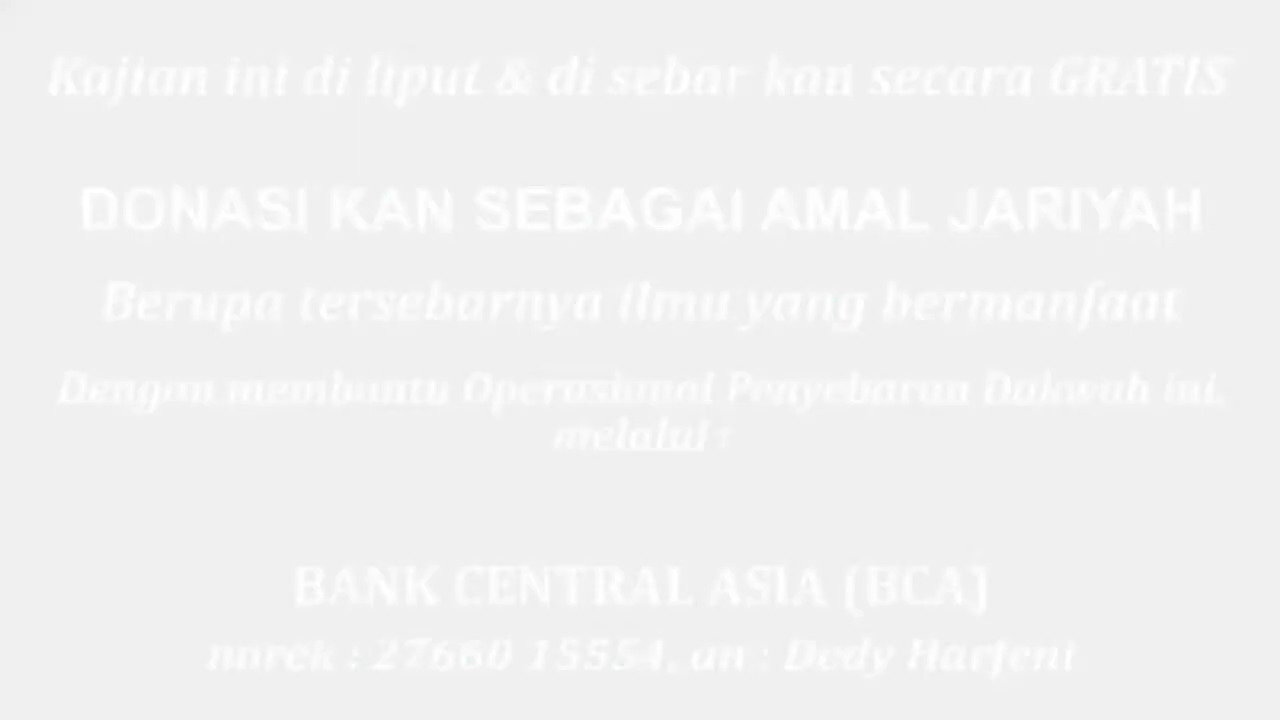 Kajian ini di liput & di sebar kan secara GRATIS
DONASI KAN SEBAGAI AMAL JARIYAH
Berupa tersebarnya ilmu yang bermanfaat
Dengan membantu Operasional Penyebaran Dakwah ini,
melalui :
BANK CENTRAL ASIA (BCA)
norek : 27660 15554, an : Dedy